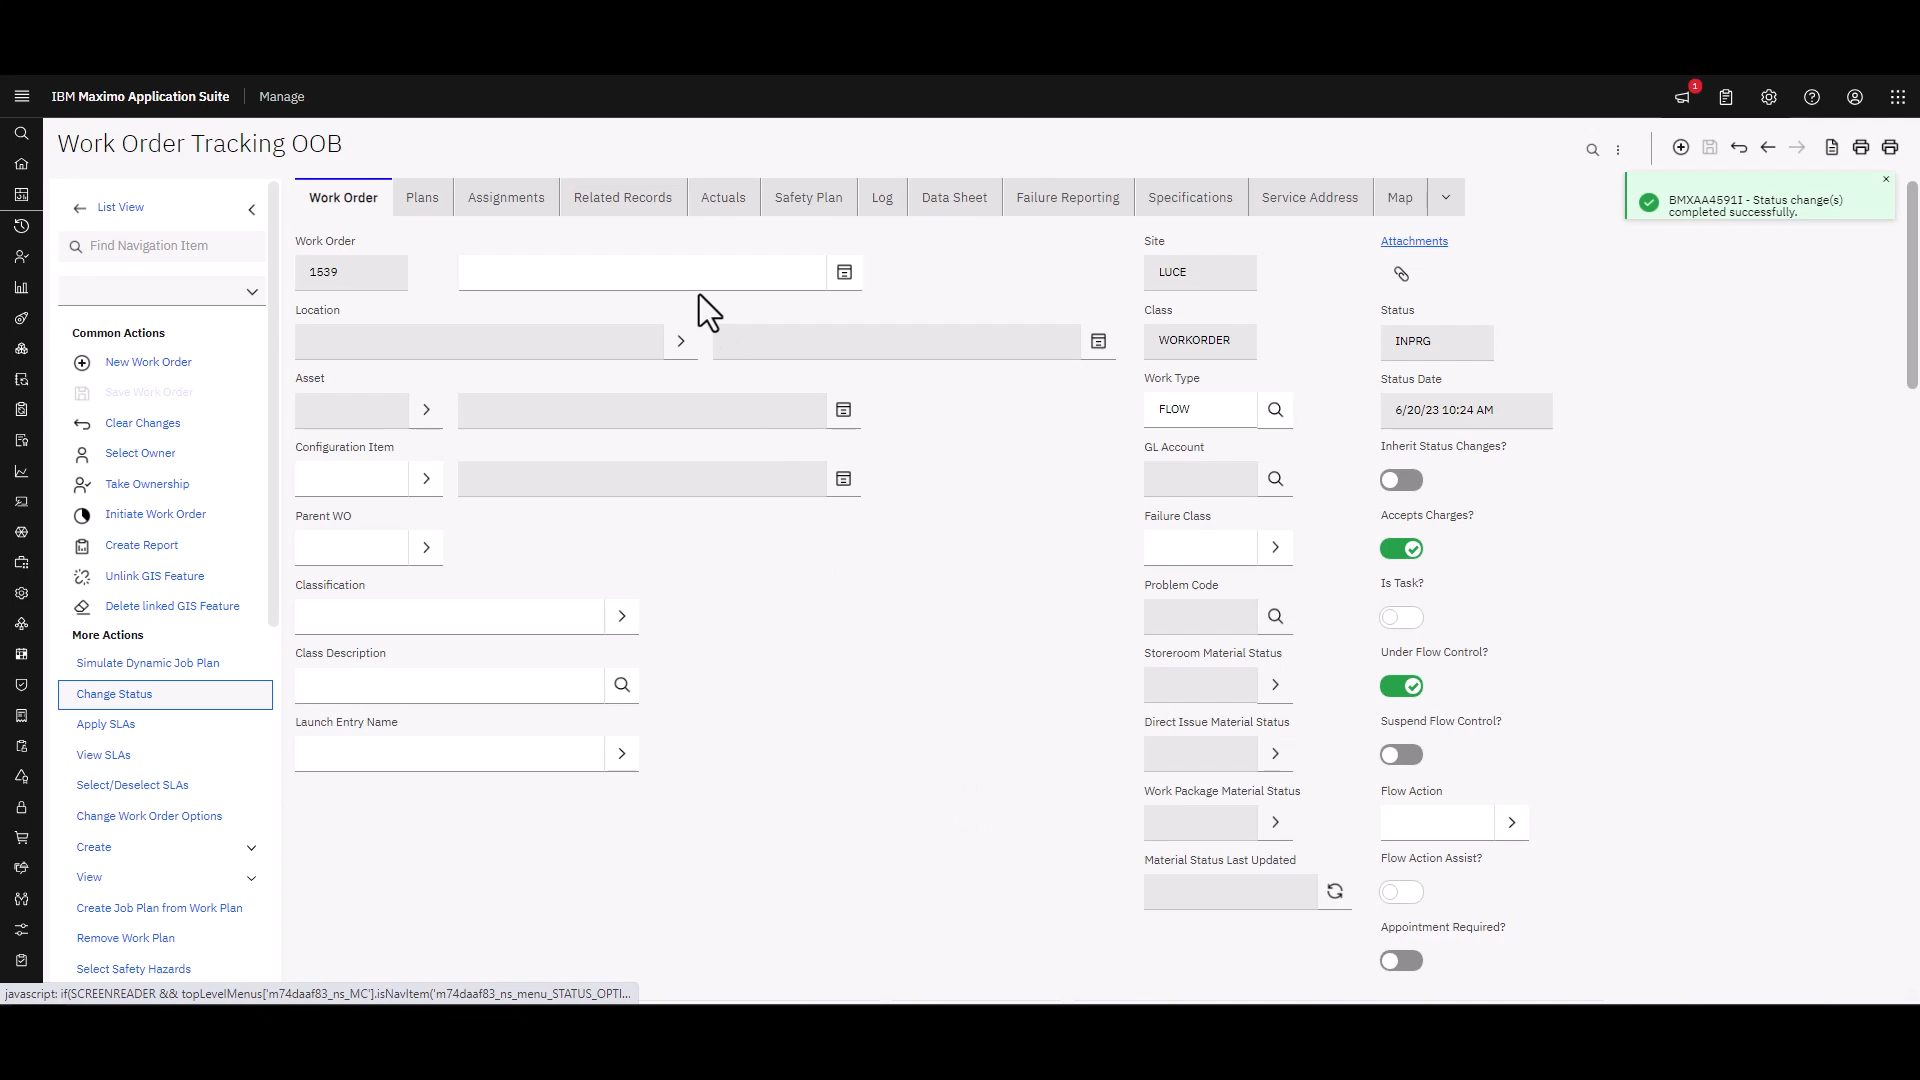 IBM Maximo Application Suite
Manage
1
Work Order Tracking OOB
BMXAA4591I - Status change(s)
completed successfully.
List View
Find Navigation Item
Common Actions
New Work Order
Save Work Order
Clear Changes
Select Owner
Take Ownership
Initiate Work Order
Create Report
Unlink GIS Feature
Delete linked GIS Feature
More Actions
Simulate Dynamic Job Plan
Change Status
Apply SLAs
View SLAs
Select/Deselect SLAs
Change Work Order Options
Create
View
Create Job Plan from Work Plan
Remove Work Plan
Select Safety Hazards
Work Order
Plans
Assignments
Related Records
Actuals
Safety Plan
Log
Data Sheet
Failure Reporting
Specifications
Service Address
Map
Work Order
1539
Location
Asset
Configuration Item
Parent WO
Classification
Class Description
Launch Entry Name
Site
LUCE
Class
WORKORDER
Work Type
FLOW
GL Account
Failure Class
Problem Code
Storeroom Material Status
Direct Issue Material Status
Work Package Material Status
Material Status Last Updated
Attachments
Status
INPRG
Status Date
6/20/23 10:24 AM
Inherit Status Changes?
Accepts Charges?
Is Task?
Under Flow Control?
Suspend Flow Control?
Flow Action
Flow Action Assist?
Appointment Required?
javascript: if(SCREENREADER && topLevelMenus['m74daaf83_ns_MC'].isNavItem('m74daaf83_ns_menu_STATUS_OPTI...